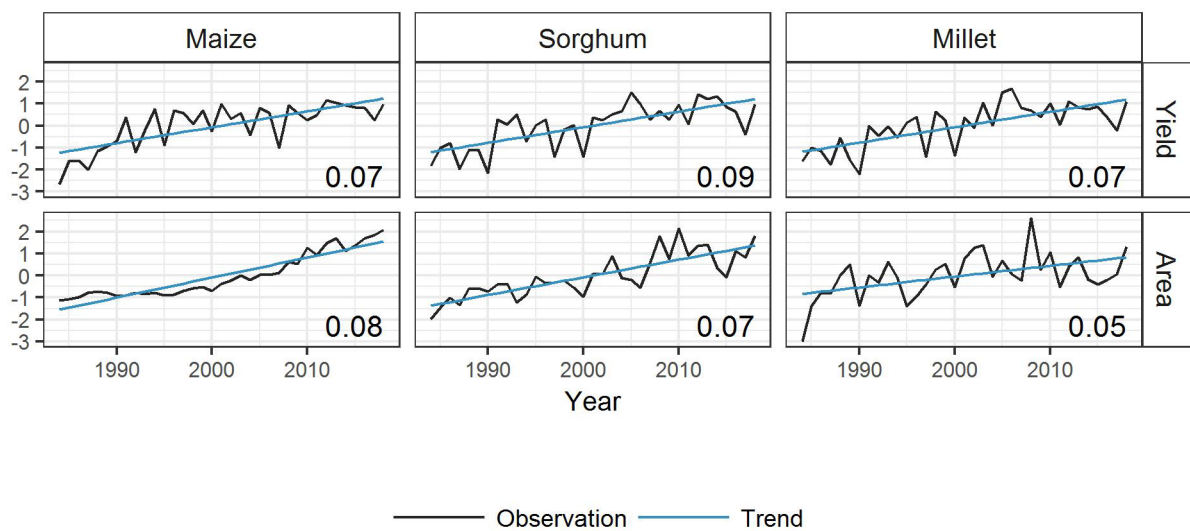 Maize Sorghum Millet
2
1
0
-1
-2
-3
0.07 0.09 0.07
Yield
2
1
0
-1
-2
-3
0.08 0.07 0.05
Area
1990 2000 2010 1990 2000 2010 1990 2000 2010
Year
Observation Trend